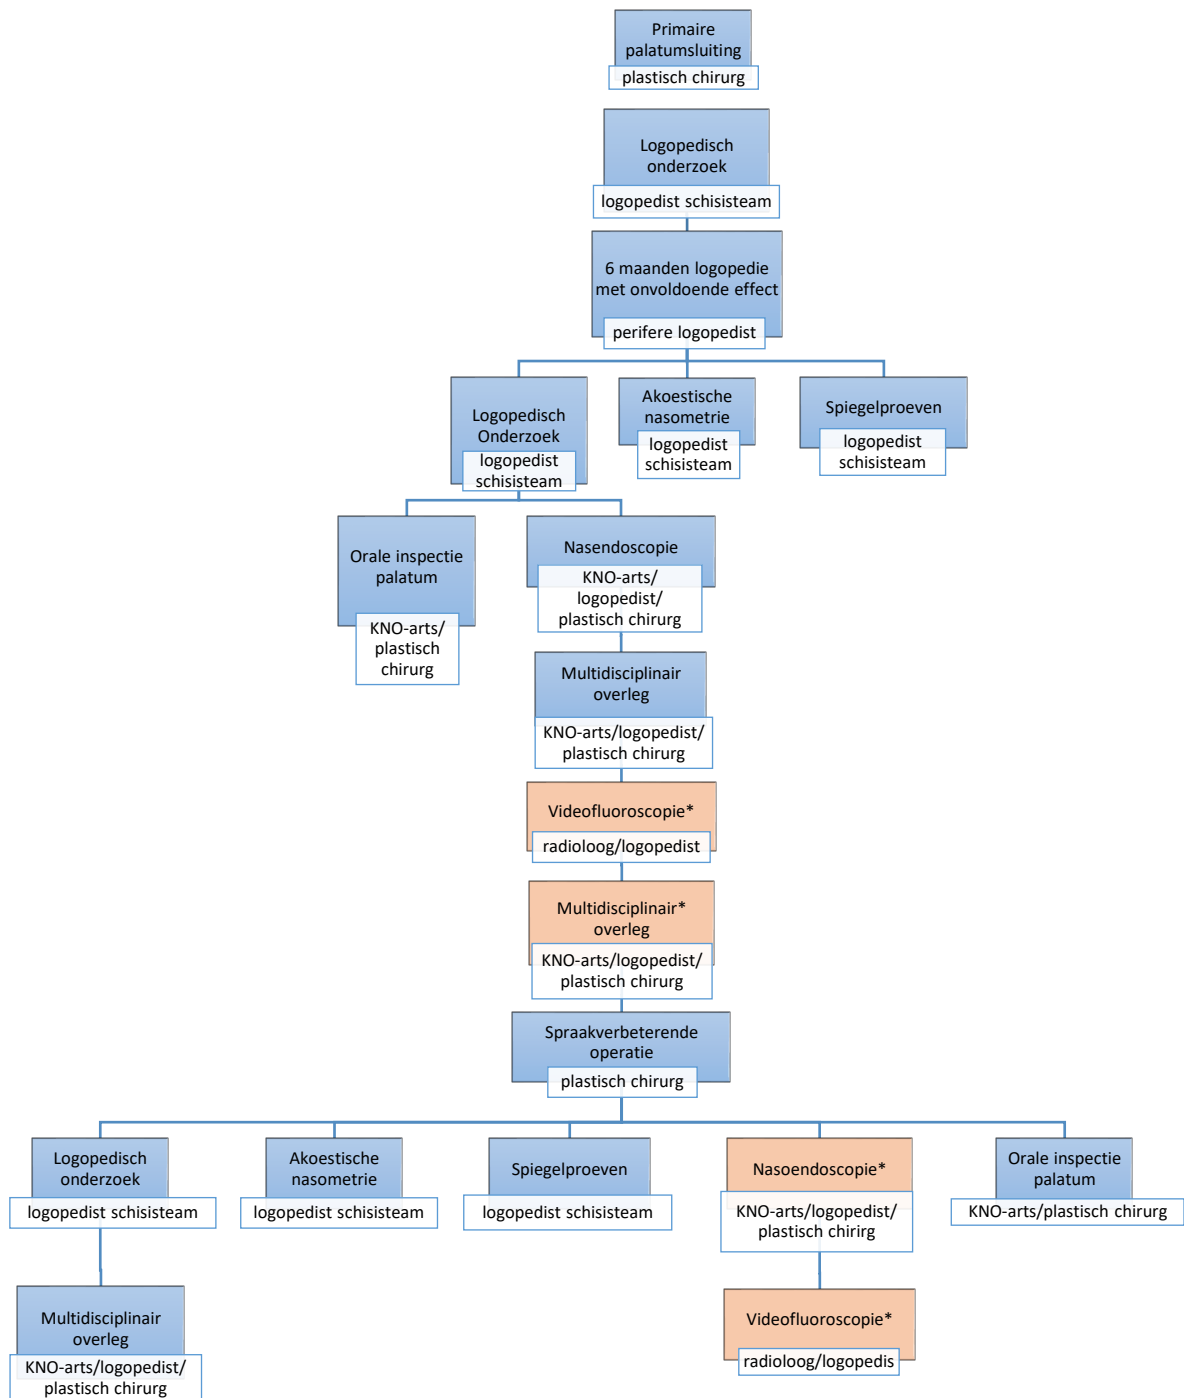 Primaire
palatumsluiting
plastisch chirurg
Logopedisch
onderzoek
logopedist schisisteam
6 maanden logopedie
met onvoldoende effect
perifere logopedist
Logopedisch
Onderzoek
logopedist
schisisteam
Akoestische
nasometrie
logopedist
schisisteam
Spiegelproeven
logopedist
schisisteam
Orale inspectie
palatum
KNO-arts/
plastisch
chirurg
Nasendoscopie
KNO-arts/
logopedist/
plastisch chirurg
Multidisciplinair
overleg
KNO-arts/logopedist/
plastisch chirurg
Videofluoroscopie*
radioloog/logopedist
Multidisciplinair*
overleg
KNO-arts/logopedist/
plastisch chirurg
Spraakverbeterende
operatie
plastisch chirurg
Logopedisch
onderzoek
logopedist schisisteam
Akoestische
nasometrie
logopedist schisisteam
Spiegelproeven
logopedist schisisteam
Nasoendoscopie*
KNO-arts/logopedist/
plastisch chirirg
Orale inspectie
palatum
KNO-arts/plastisch chirurg
Multidisciplinair
overleg
KNO-arts/logopedist/
plastisch chirurg
Videofluoroscopie*
radioloog/logopedis